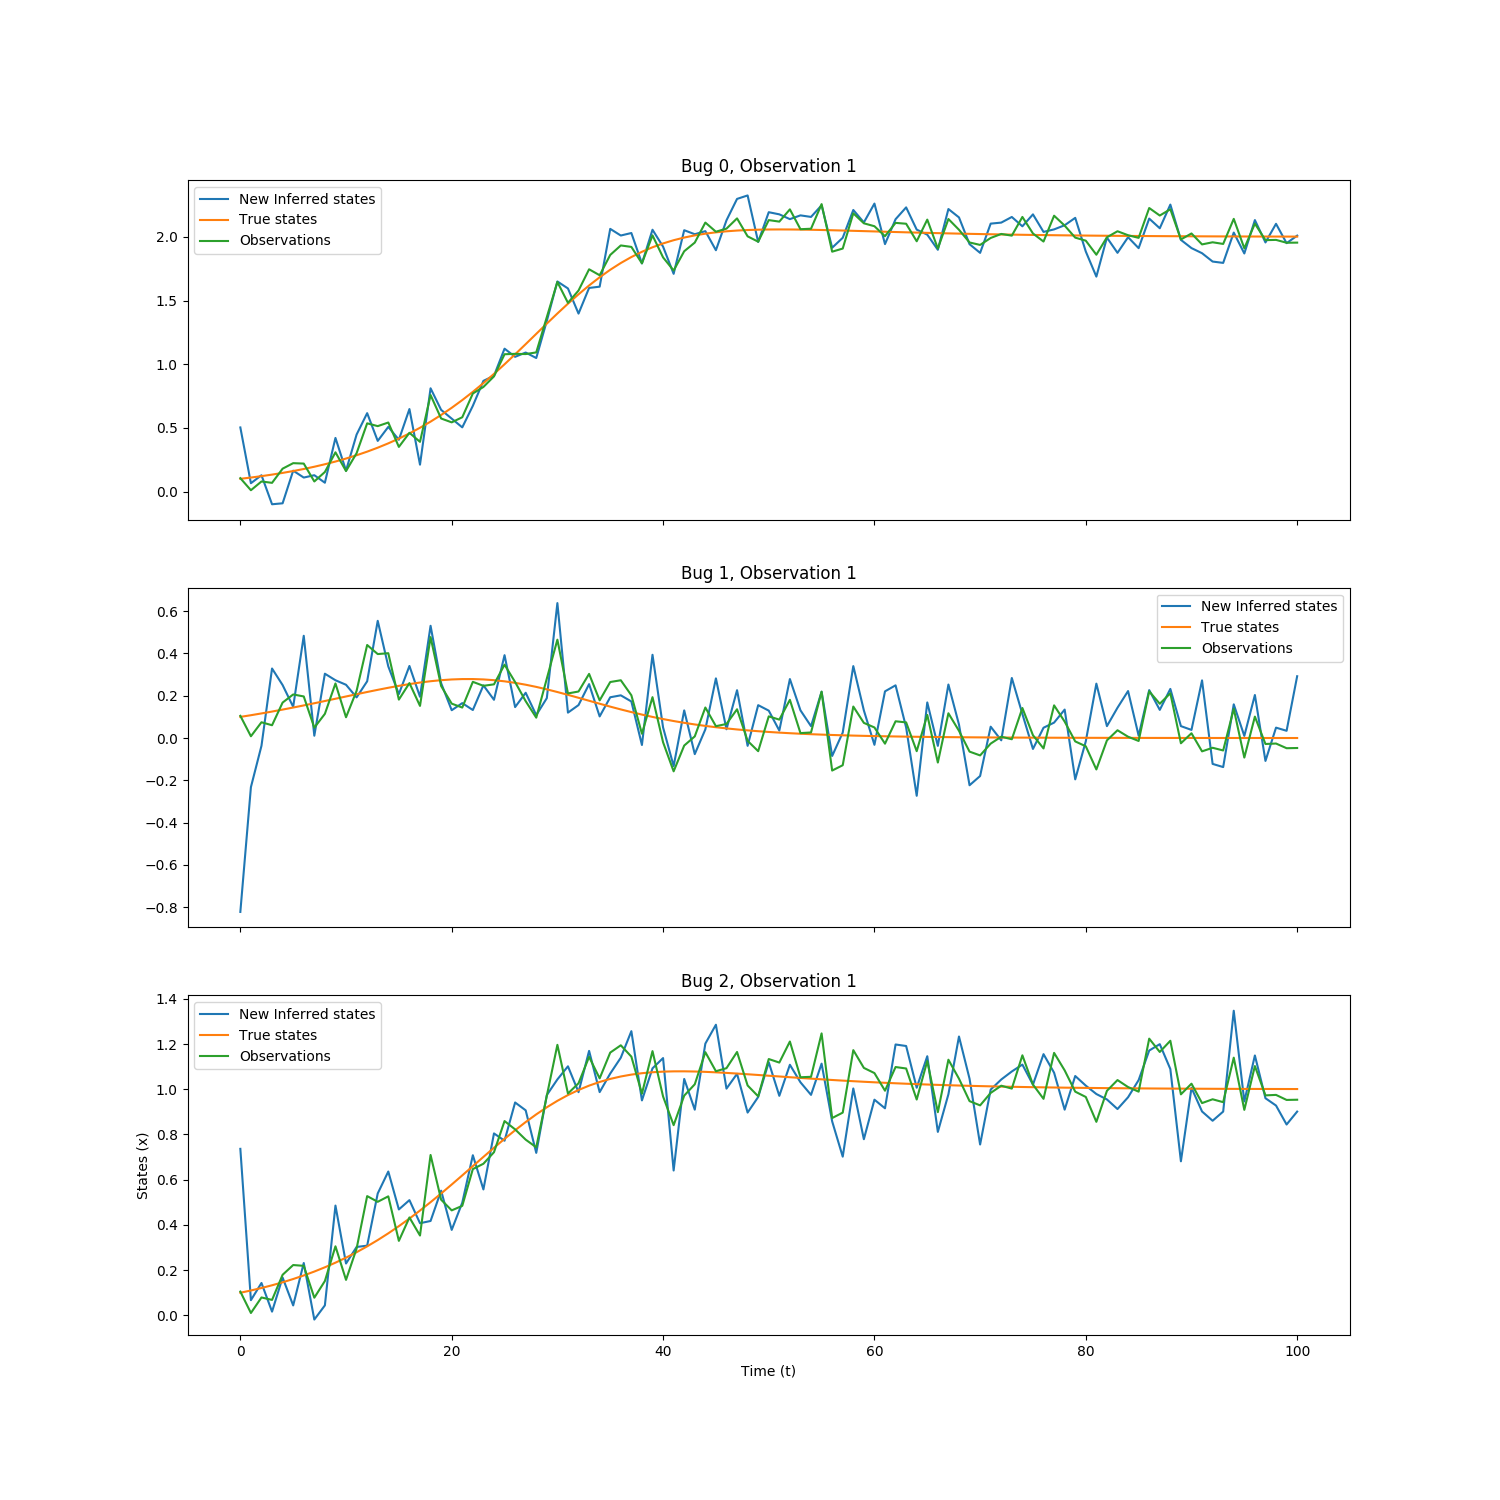 Bug 0, Observation 1
New Inferred states
True states
Observations
2.0
1.5
1.0
0.5
0.0
Bug 1, Observation 1
New Inferred states
True states
Observations
0.6
0.4
0.2
0.0
−0.2
−0.4
−0.6
−0.8
Bug 2, Observation 1
New Inferred states
True states
Observations
1.4
1.2
1.0
0.8
0.6
0.4
0.2
0.0
States (x)
0 20 40 60 80 100
Time (t)